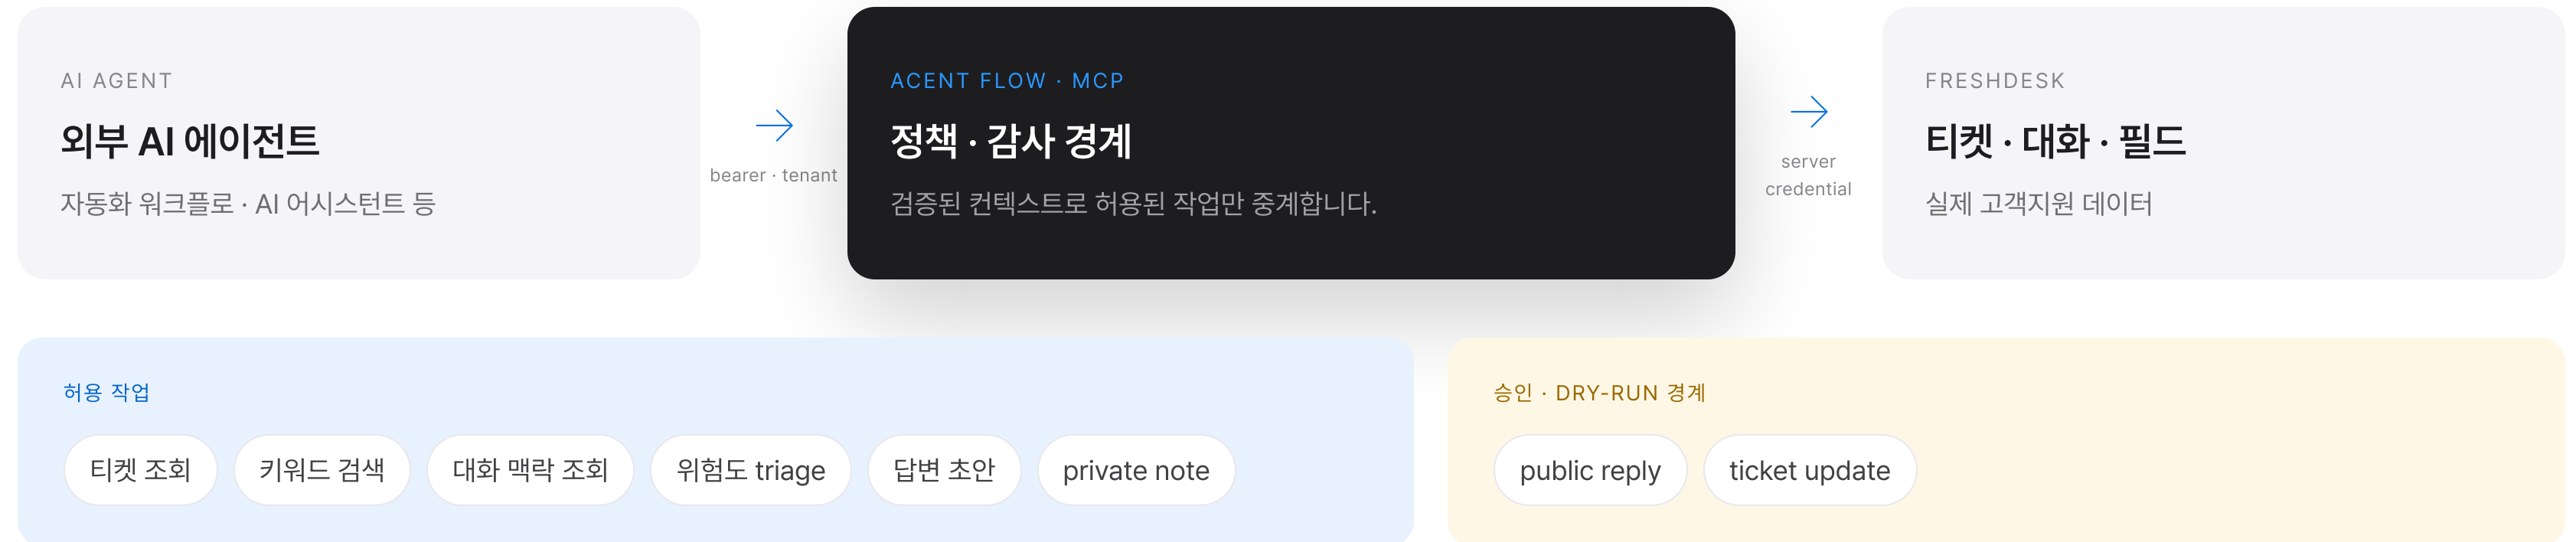 AI AGENT
외부 AI 에이전트
자동화 워크플로 · AI 어시스턴트 등
bearer · tenant
ACENT FLOW · MCP
정책 · 감사 경계
검증된 컨텍스트로 허용된 작업만 중계합니다.
server
credential
FRESHDESK
티켓 · 대화 · 필드
실제 고객지원 데이터
허용 작업
티켓 조회
키워드 검색
대화 맥락 조회
위험도 triage
답변 초안
private note
승인 · DRY-RUN 경계
public reply
ticket update